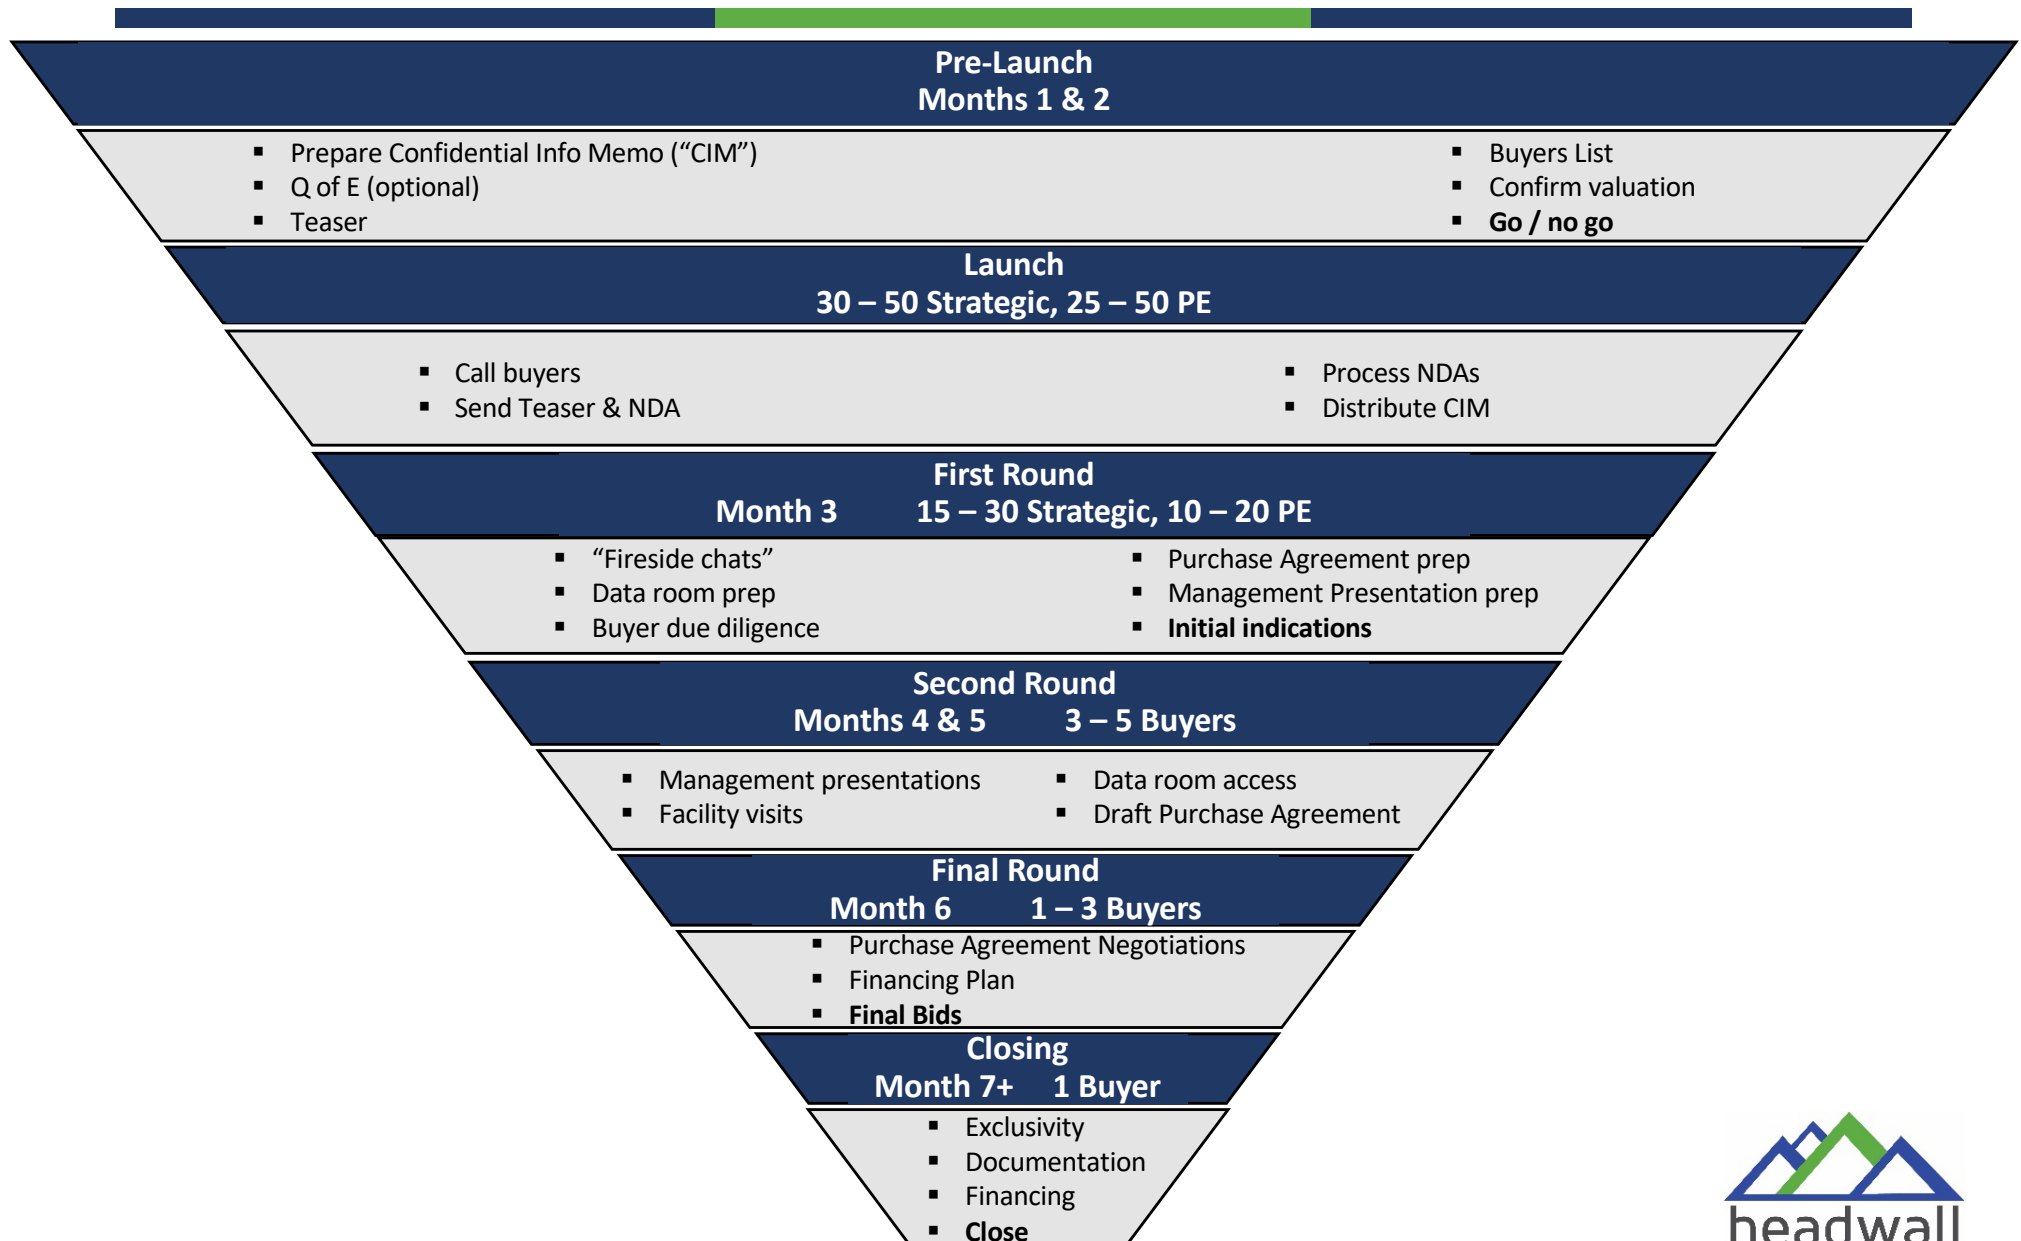 Pre-Launch
Months 1 & 2
▪ Prepare Confidential Info Memo (“CIM”)
▪ Q of E (optional)
▪ Teaser
▪ Buyers List
▪ Confirm valuation
▪ Go / no go
Launch
30 – 50 Strategic, 25 – 50 PE
▪ Call buyers
▪ Send Teaser & NDA
▪ Process NDAs
▪ Distribute CIM
First Round
Month 3 15 – 30 Strategic, 10 – 20 PE
▪ “Fireside chats”
▪ Data room prep
▪ Buyer due diligence
▪ Purchase Agreement prep
▪ Management Presentation prep
▪ Initial indications
Second Round
Months 4 & 5 3 – 5 Buyers
▪ Management presentations
▪ Facility visits
▪ Data room access
▪ Draft Purchase Agreement
Final Round
Month 6 1 – 3 Buyers
▪ Purchase Agreement Negotiations
▪ Financing Plan
▪ Final Bids
Closing
Month 7+ 1 Buyer
▪ Exclusivity
▪ Documentation
▪ Financing
▪ Close
headwall